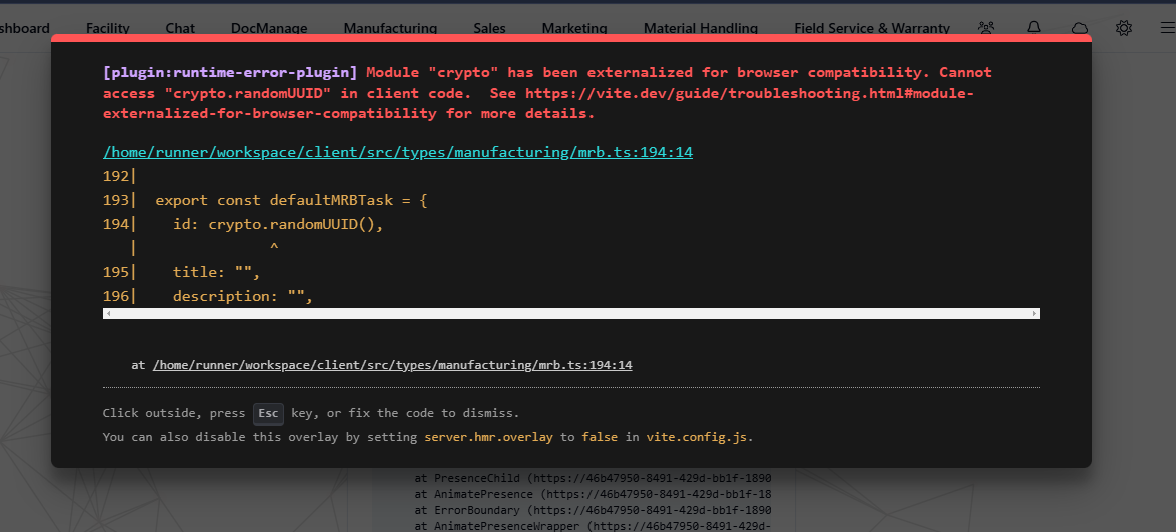 shboard Facility Chat DocManage Manufacturing Sales Marketing Material Handling Field Service & Warranty
[plugin:runtime-error-plugin] Module "crypto" has been externalized for browser compatibility. Cannot
access "crypto.randomUUID" in client code.  See https://vite.dev/guide/troubleshooting.html#module-
externalized-for-browser-compatibility for more details.
/home/runner/workspace/client/src/types/manufacturing/mrb.ts:194:14
192|
193|  export const defaultMRBTask = {
194|    id: crypto.randomUUID(),
   |               ^
195|    title: "",
196|    description: "",
at /home/runner/workspace/client/src/types/manufacturing/mrb.ts:194:14
Click outside, press Esc key, or fix the code to dismiss.
You can also disable this overlay by setting server.hmr.overlay to false in vite.config.js.
at PresenceChild (https://46b47950-8491-429d-bb1f-1890
at AnimatePresence (https://46b47950-8491-429d-bb1f-18
at ErrorBoundary (https://46b47950-8491-429d-bb1f-1890
at AnimatePresenceWrapper (https://46b47950-8491-429d-